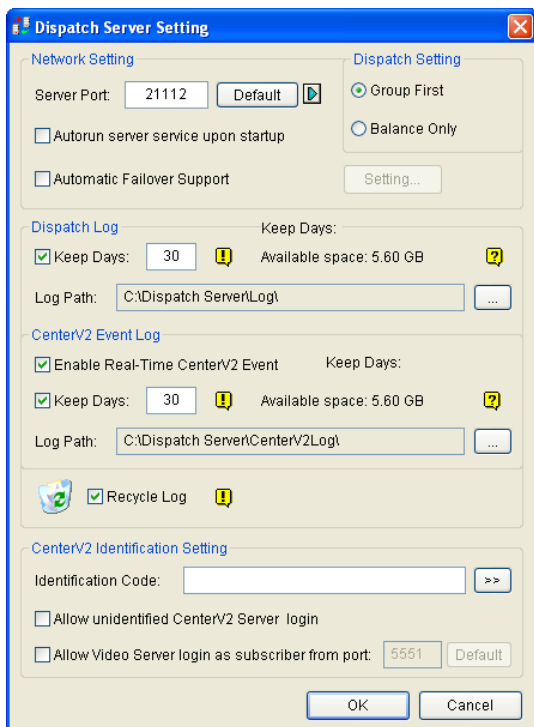 Dispatch Server Setting
Network Setting
Dispatch Setting
Server Port: 21112 Default
Group First
Autorun server service upon startup
Balance Only
Automatic Failover Support
Setting...
Dispatch Log
Keep Days:
Keep Days: 30 ! Available space: 5.60 GB ?
Log Path: C:\Dispatch Server\Log\ ...
CenterV2 Event Log
Enable Real-Time CenterV2 Event Keep Days:
Keep Days: 30 ! Available space: 5.60 GB ?
Log Path: C:\Dispatch Server\CenterV2Log\ ...
Recycle Log !
CenterV2 Identification Setting
Identification Code: >>
Allow unidentified CenterV2 Server login
Allow Video Server login as subscriber from port: 5551 Default
OK Cancel